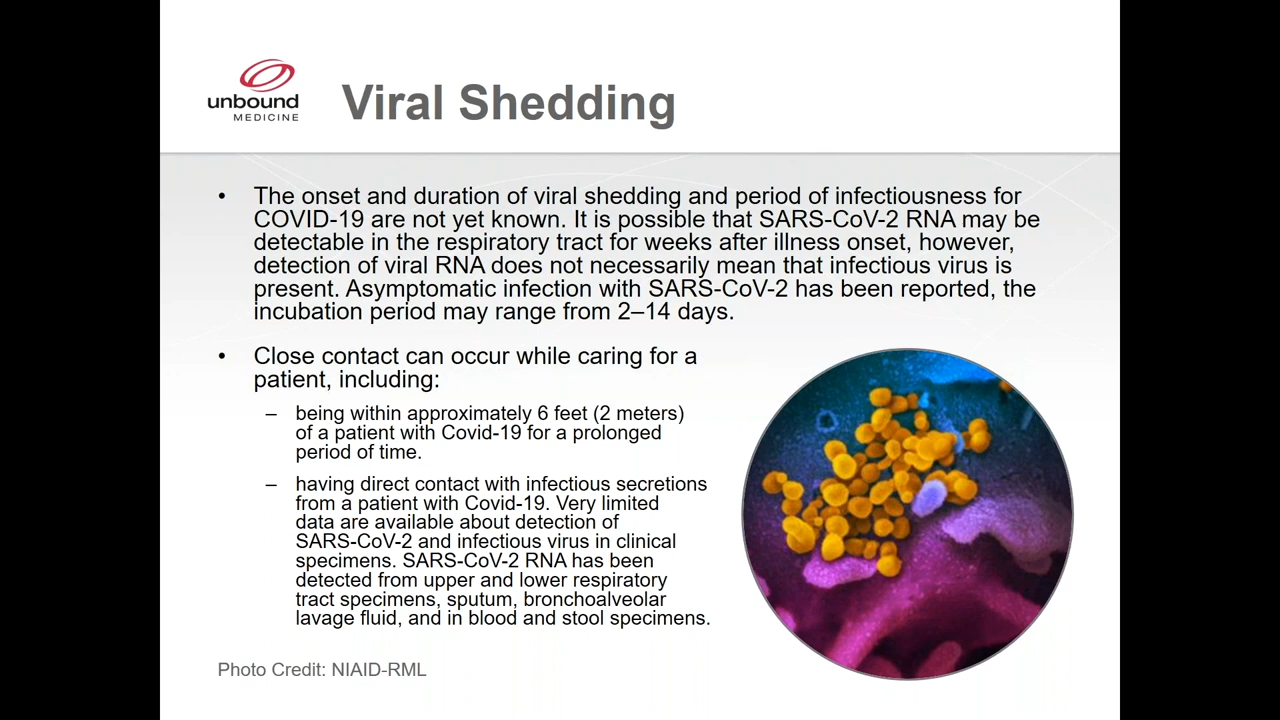 unbound
MEDICINE
Viral Shedding
• The onset and duration of viral shedding and period of infectiousness for
COVID-19 are not yet known. It is possible that SARS-CoV-2 RNA may be
detectable in the respiratory tract for weeks after illness onset, however,
detection of viral RNA does not necessarily mean that infectious virus is
present. Asymptomatic infection with SARS-CoV-2 has been reported, the
incubation period may range from 2–14 days.
• Close contact can occur while caring for a
patient, including:
– being within approximately 6 feet (2 meters)
of a patient with Covid-19 for a prolonged
period of time.
– having direct contact with infectious secretions
from a patient with Covid-19. Very limited
data are available about detection of
SARS-CoV-2 and infectious virus in clinical
specimens. SARS-CoV-2 RNA has been
detected from upper and lower respiratory
tract specimens, sputum, bronchoalveolar
lavage fluid, and in blood and stool specimens.
Photo Credit: NIAID-RML